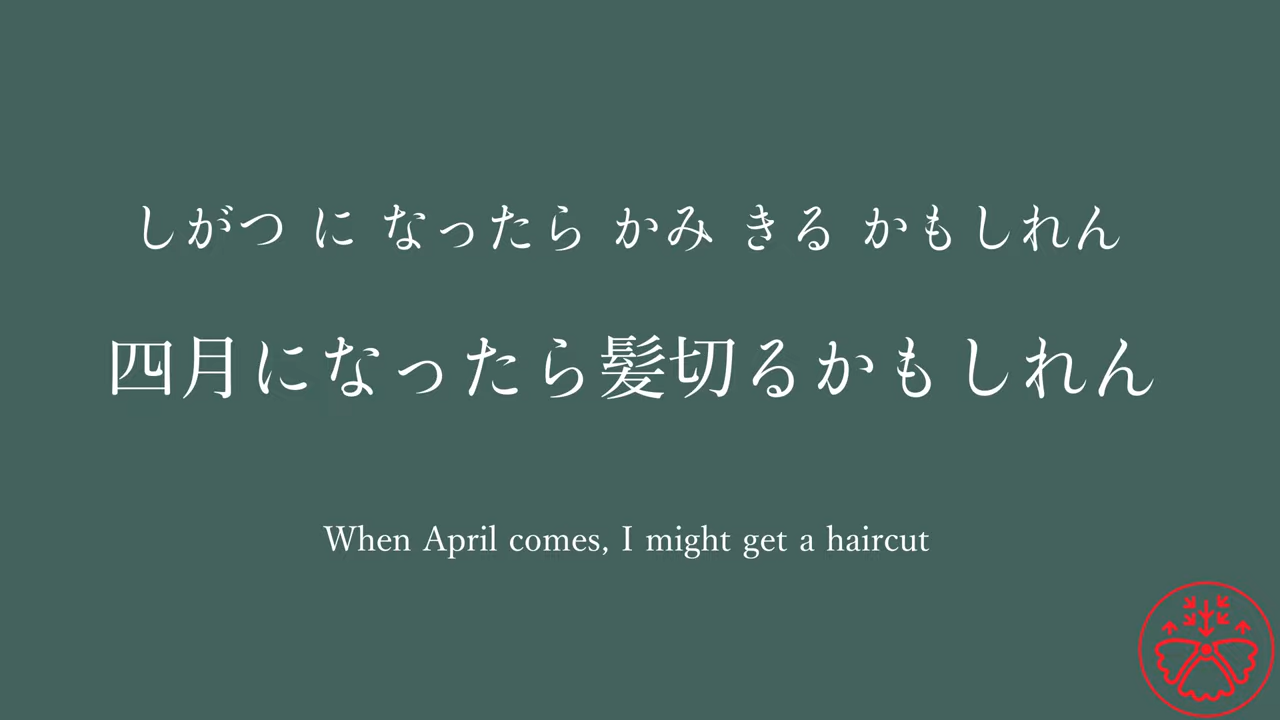 しがつ に なったら かみ きる かもしれん
四月になったら髪切るかもしれん
When April comes, I might get a haircut